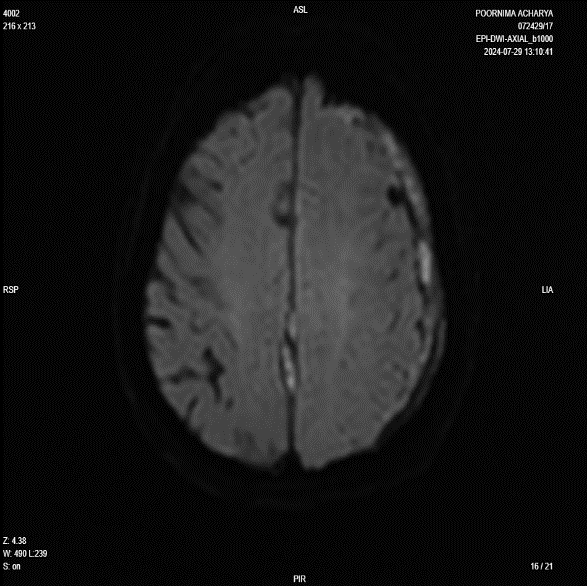 4002
216 x 213
ASL
POORNIMA ACHARYA
072429/17
EPI-DWI-AXIAL_b1000
2024-07-29 13:10:41
RSP
LIA
Z: 4.38
W: 490 L:239
S: on
PIR
16 / 21